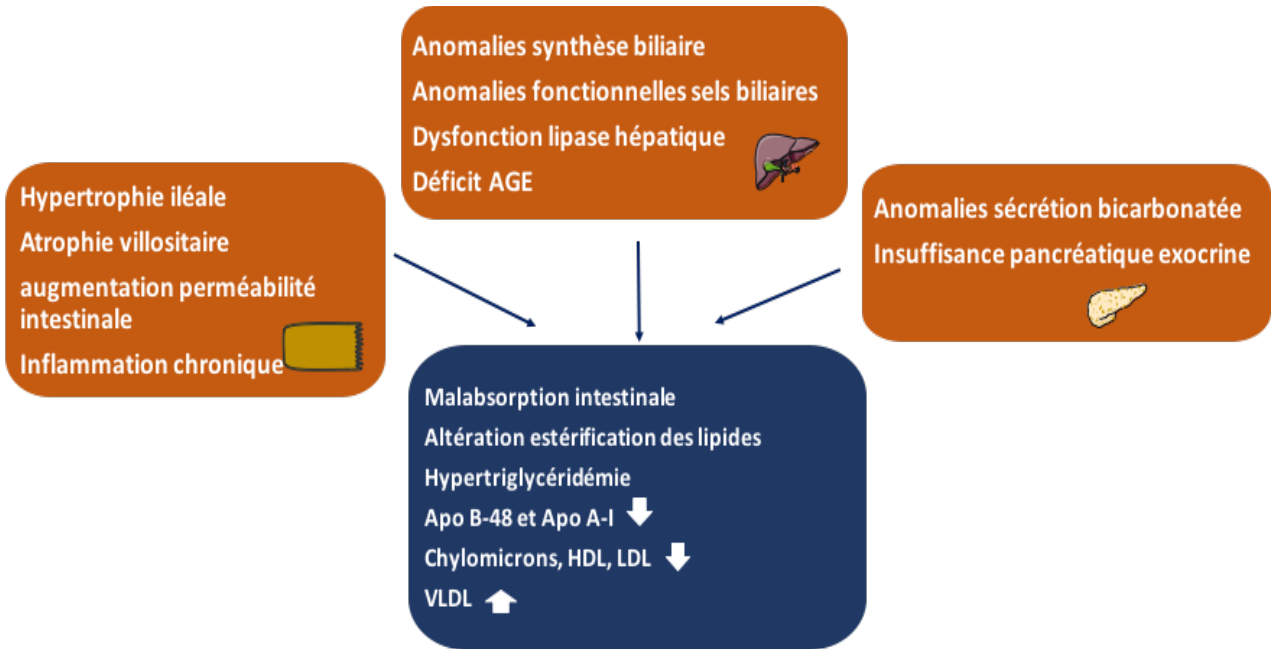 Anomalies synthèse biliaire
Anomalies fonctionnelles sels biliaires
Dysfonction lipase hépatique
Déficit AGE
Hypertrophie iléale
Atrophie villositaire
augmentation perméabilité
intestinale
Inflammation chronique
Anomalies sécrétion bicarbonatée
Insuffisance pancréatique exocrine
Malabsorption intestinale
Altération estérification des lipides
Hypertriglycéridémie
Apo B-48 et Apo A-I
Chylomicrons, HDL, LDL
VLDL